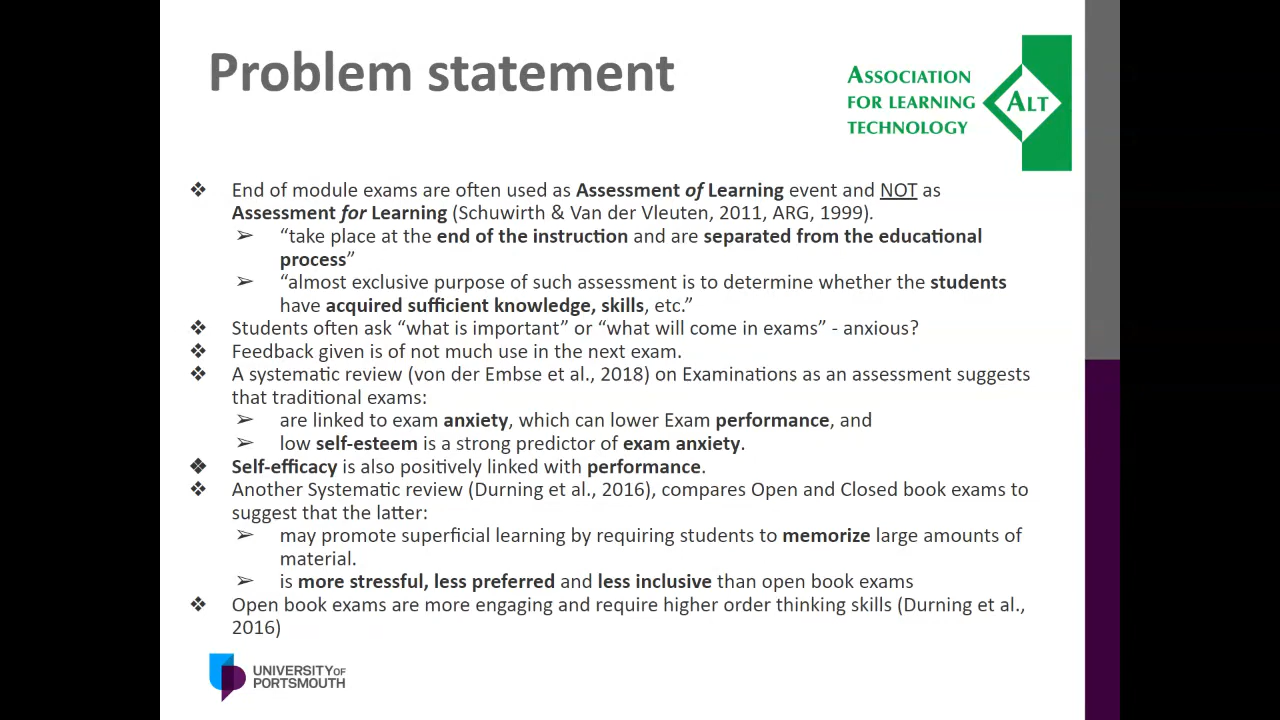 Problem statement
ASSOCIATION
FOR LEARNING
TECHNOLOGY
ALT
❖ End of module exams are often used as Assessment of Learning event and NOT as
Assessment for Learning (Schuwirth & Van der Vleuten, 2011, ARG, 1999).
➢ “take place at the end of the instruction and are separated from the educational
process”
➢ “almost exclusive purpose of such assessment is to determine whether the students
have acquired sufficient knowledge, skills, etc.”
❖ Students often ask “what is important” or “what will come in exams” - anxious?
❖ Feedback given is of not much use in the next exam.
❖ A systematic review (von der Embse et al., 2018) on Examinations as an assessment suggests
that traditional exams:
➢ are linked to exam anxiety, which can lower Exam performance, and
➢ low self-esteem is a strong predictor of exam anxiety.
❖ Self-efficacy is also positively linked with performance.
❖ Another Systematic review (Durning et al., 2016), compares Open and Closed book exams to
suggest that the latter:
➢ may promote superficial learning by requiring students to memorize large amounts of
material.
➢ is more stressful, less preferred and less inclusive than open book exams
❖ Open book exams are more engaging and require higher order thinking skills (Durning et al.,
2016)
UNIVERSITY OF
PORTSMOUTH